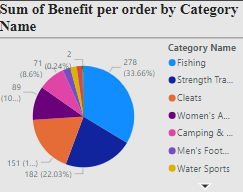 Sum of Benefit per order by Category
Name
2
71 (0.24%)
(8.6%)
89
(10...)
151 (1...)
182 (22.03%)
278
(33.66%)
Category Name
Fishing
Strength Tra...
Cleats
Women's A...
Camping & ...
Men's Foot...
Water Sports